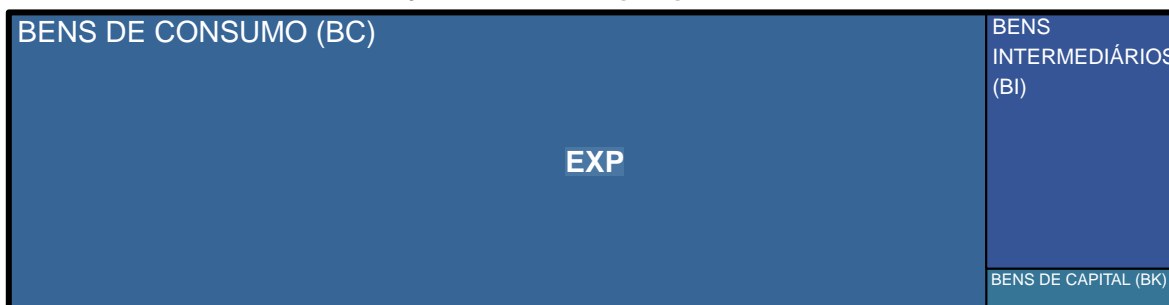 BENS DE CONSUMO (BC)
BENS
INTERMEDIÁRIOS
(BI)
EXP
BENS DE CAPITAL (BK)